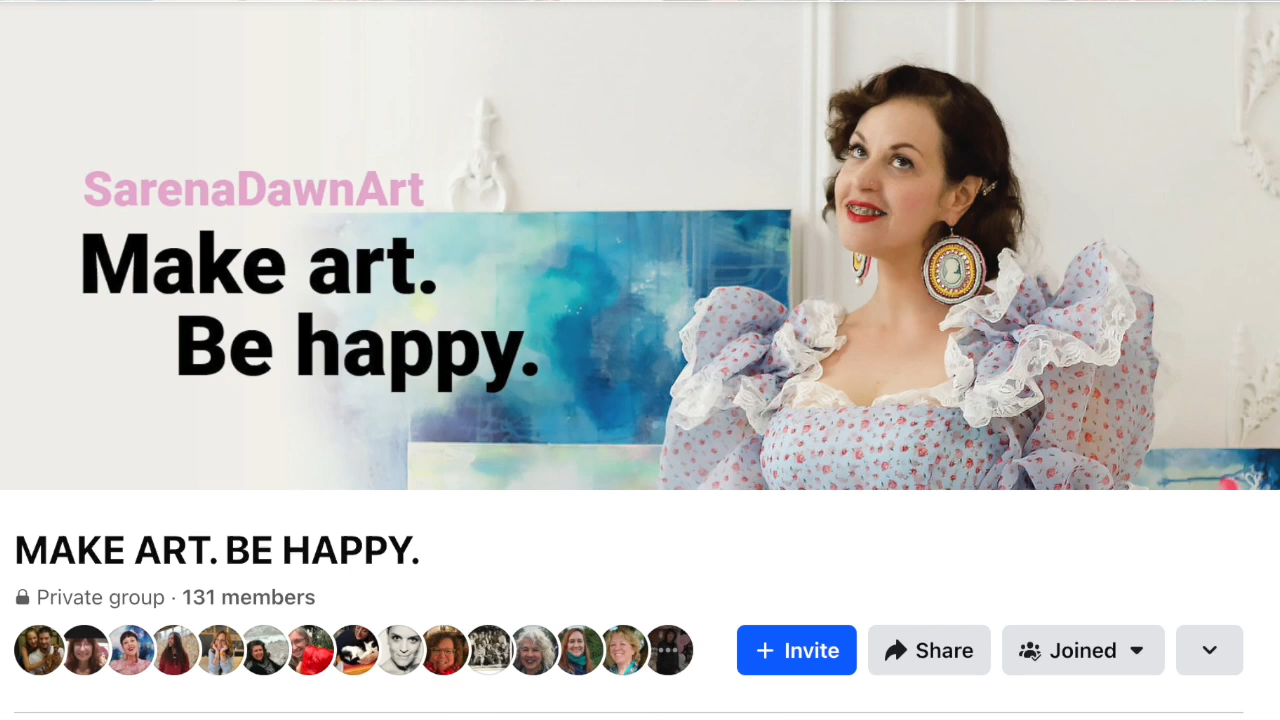 SarenaDawnArt
Make art.
Be happy.
MAKE ART. BE HAPPY.
Private group · 131 members
+ Invite
Share
Joined